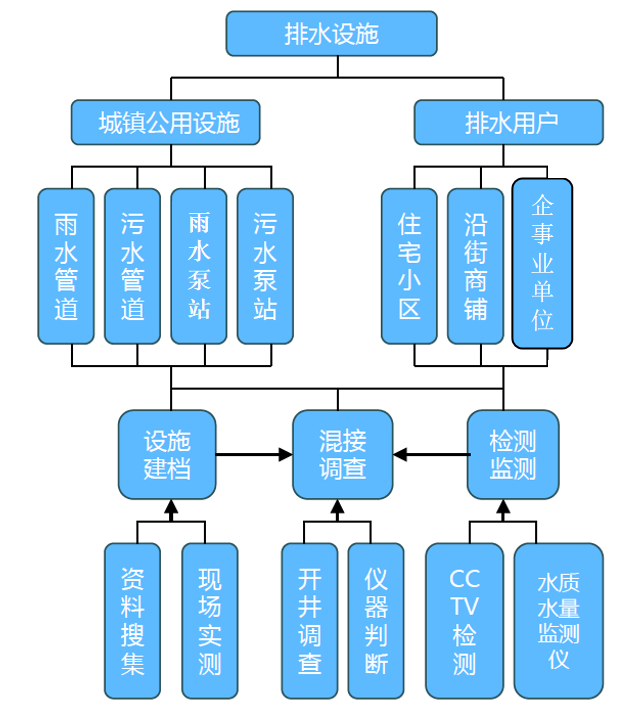 排水设施
城镇公用设施
排水用户
雨水管道
污水管道
雨水泵站
污水泵站
住宅小区
沿街商铺
企事业单位
设施
建档
混接
调查
检测
监测
资料搜集
现场实测
开井调查
仪器判断
CC
TV
检
测
水质
水量
监测
仪